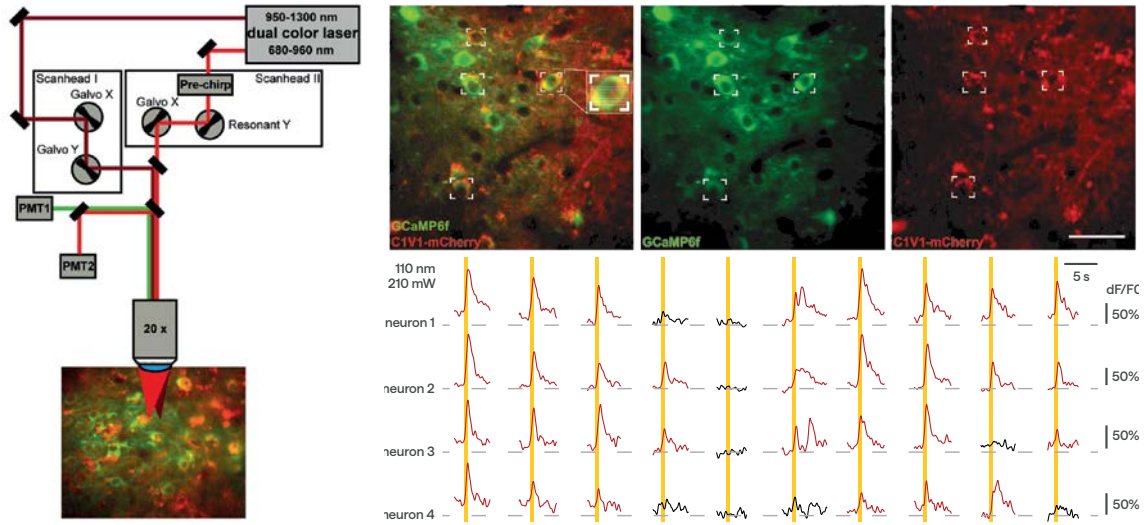 950-1300 nm
dual color laser
680-960 nm
Scanhead I
Pre-chirp
Scanhead II
Galvo X
Galvo X
Resonant Y
Galvo Y
PMT1
PMT2
20 x
GCaMP6f
C1V1-mCherry
GCaMP6f
C1V1-mCherry
110 nm
210 mW
5 s
dF/F0
neuron 1
50%
neuron 2
50%
neuron 3
50%
neuron 4
50%